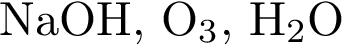 NaOH, O₃, H₂O